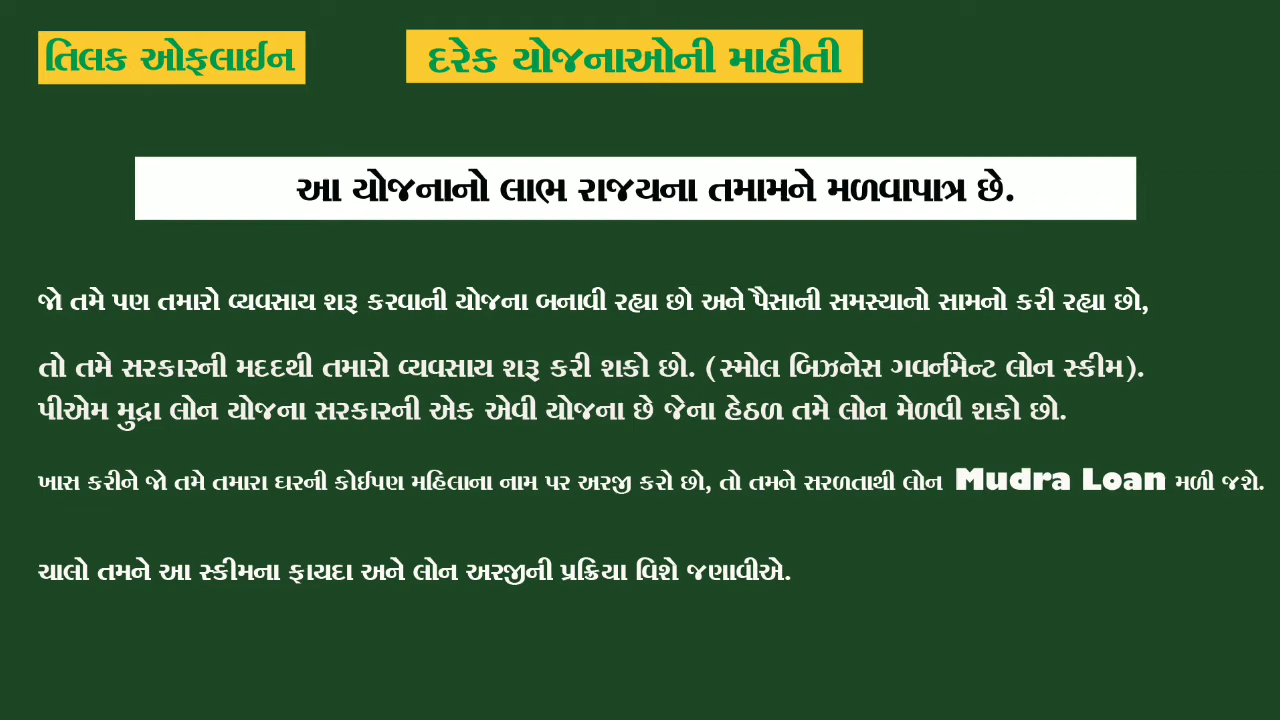 તિલક ઓફલાઈન
દરેક યોજનાઓની માહીતી
આ યોજનાનો લાભ રાજયના તમામને મળવાપાત્ર છે.
જો તમે પણ તમારો વ્યવસાય શરૂ કરવાની યોજના બનાવી રહ્યા છો અને પૈસાની સમસ્યાનો સામનો કરી રહ્યા છો,
તો તમે સરકારની મદદથી તમારો વ્યવસાય શરૂ કરી શકો છો. (સ્મોલ બિઝનેસ ગવર્નમેન્ટ લોન સ્કીમ).
પીએમ મુદ્રા લોન યોજના સરકારની એક એવી યોજના છે જેના હેઠળ તમે લોન મેળવી શકો છો.
ખાસ કરીને જો તમે તમારા ઘરની કોઈપણ મહિલાના નામ પર અરજી કરો છો, તો તમને સરળતાથી લોન Mudra Loan મળી જશે.
ચાલો તમને આ સ્કીમના ફાયદા અને લોન અરજીની પ્રક્રિયા વિશે જણાવીએ.